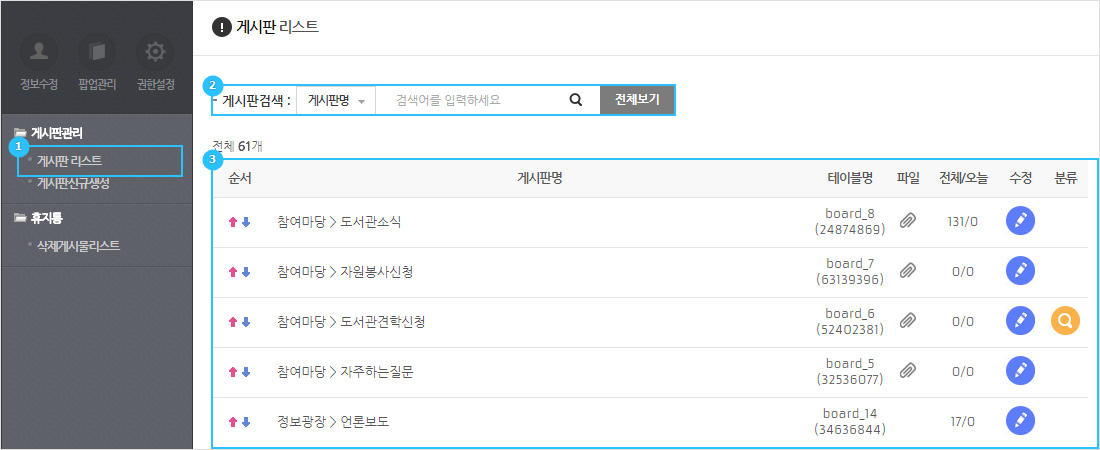 ! 게시판 리스트
정보수정 팝업관리 권한설정
2
- 게시판검색 : 게시판명 검색어를 입력하세요 전체보기
게시판관리
1
게시판 리스트
게시판신규생성
휴지통
삭제게시물리스트
전체 61개
3
순서 게시판명 테이블명 파일 전체/오늘 수정 분류
참여마당 > 도서관소식 board_8 131/0
(24874869)
참여마당 > 자원봉사신청 board_7 0/0
(63139396)
참여마당 > 도서관견학신청 board_6 0/0
(52402381)
참여마당 > 자주하는질문 board_5 0/0
(32536077)
정보광장 > 언론보도 board_14 17/0
(34636844)